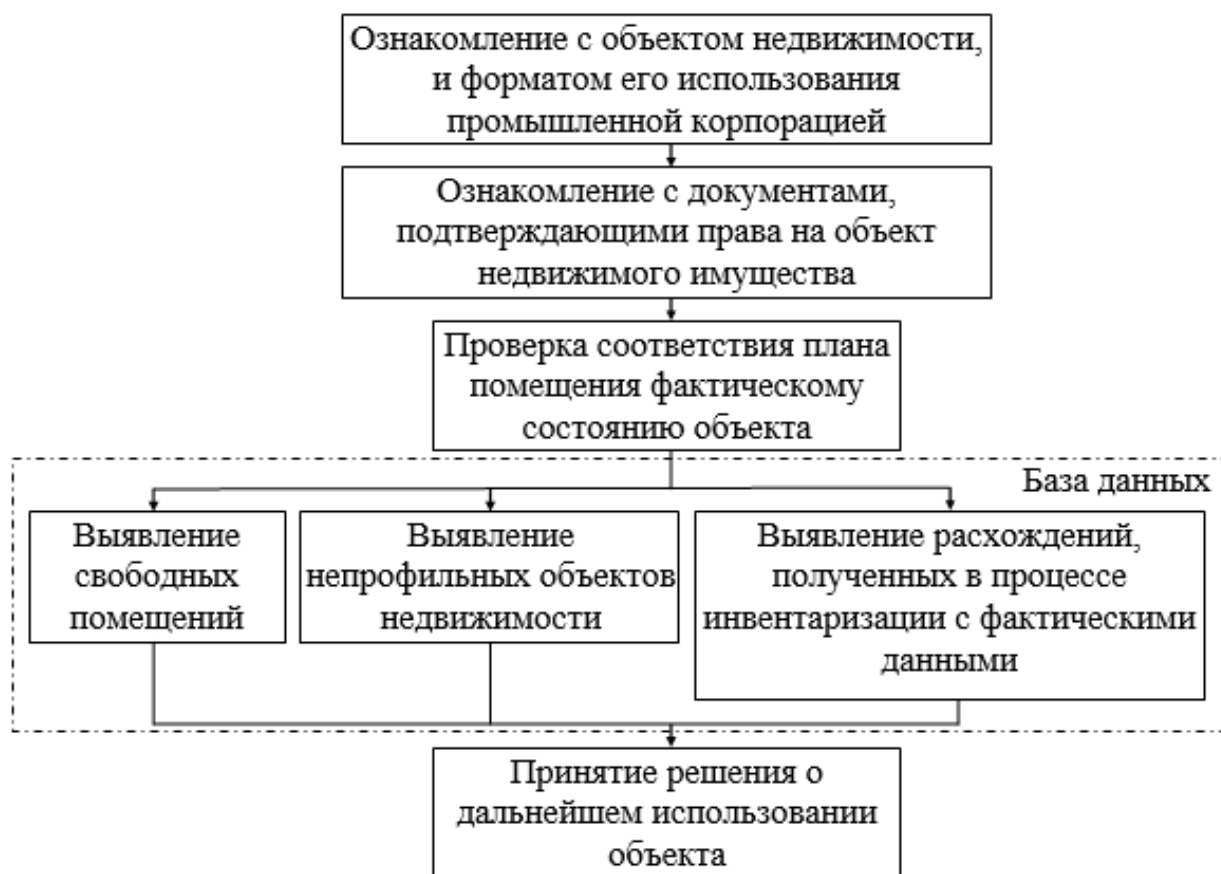 Ознакомление с объектом недвижимости,
и форматом его использования
промышленной корпорацией
Ознакомление с документами,
подтверждающими права на объект
недвижимого имущества
Проверка соответствия плана
помещения фактическому
состоянию объекта
База данных
Выявление
свободных
помещений
Выявление
непрофильных объектов
недвижимости
Выявление расхождений,
полученных в процессе
инвентаризации с фактическими
данными
Принятие решения о
дальнейшем использовании
объекта